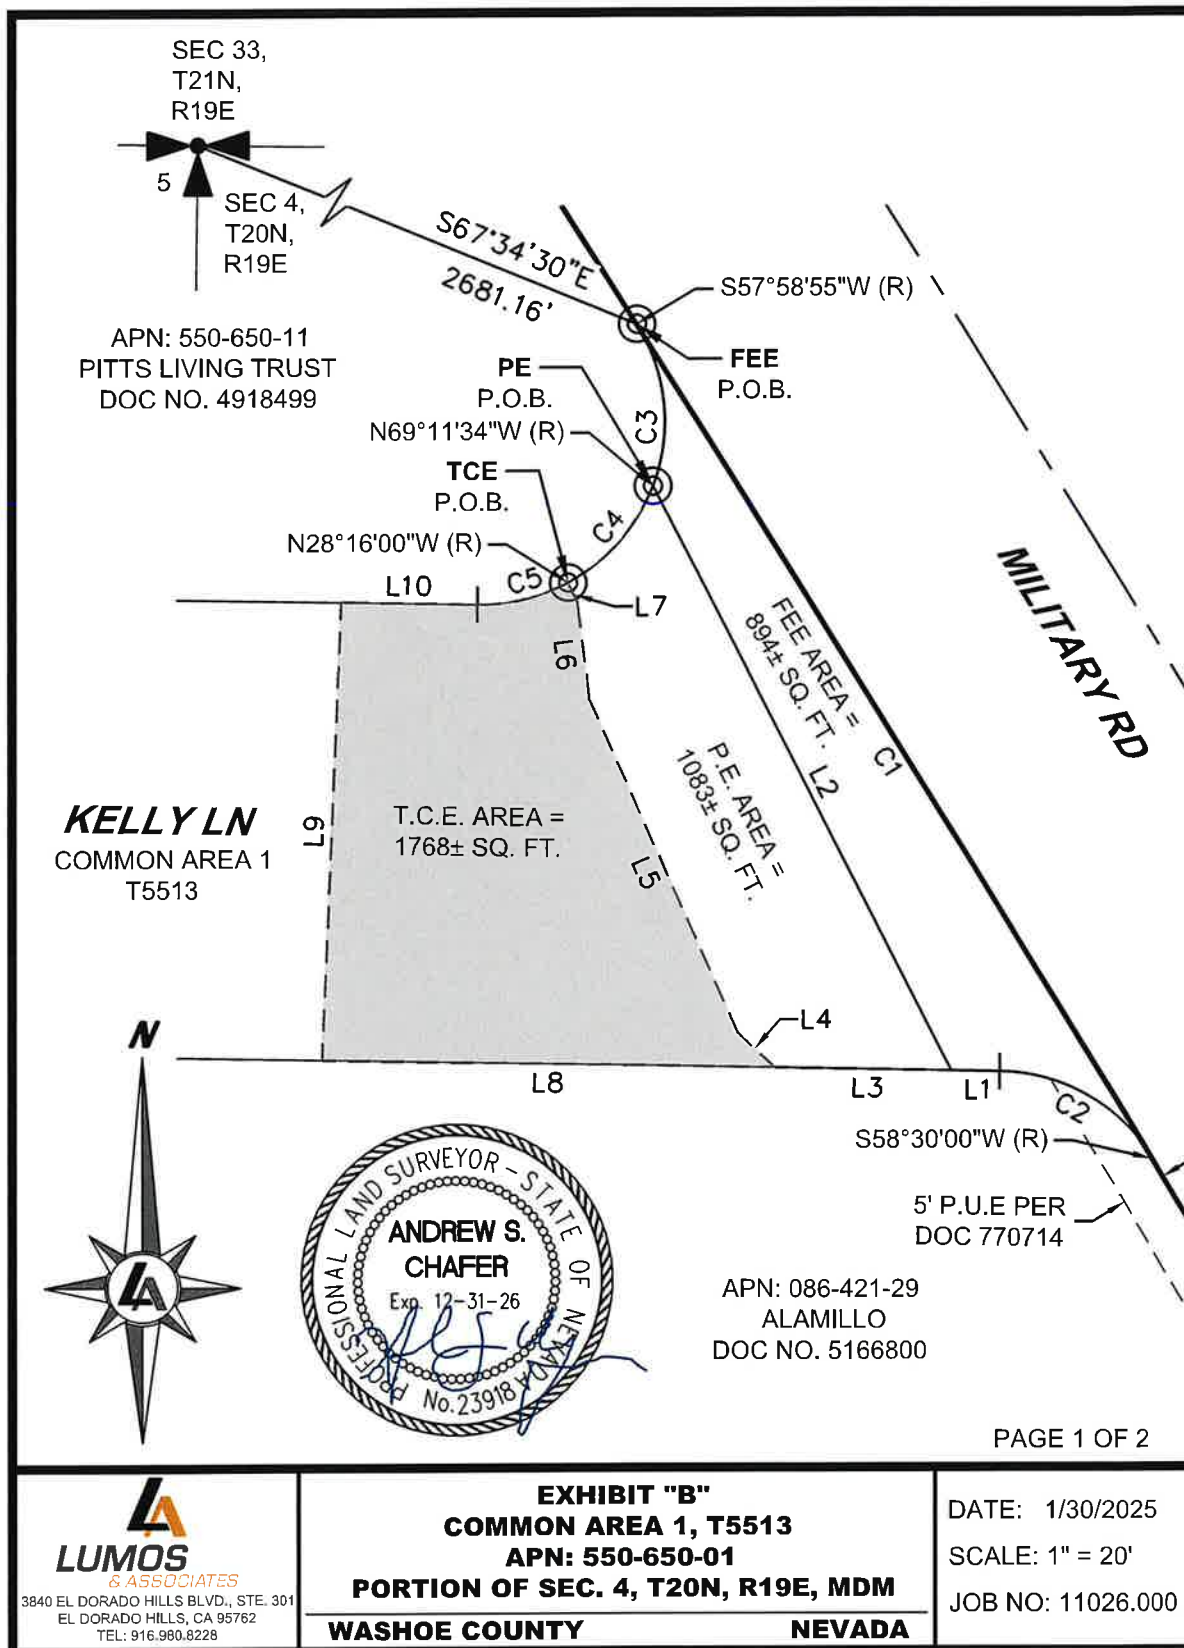 SEC 33,
T21N,
R19E
5
SEC 4,
T20N,
R19E
S67°34'30"E
2681.16'
S57°58'55"W (R)
APN: 550-650-11
PITTS LIVING TRUST
DOC NO. 4918499
FEE
P.O.B.
PE
P.O.B.
N69°11'34"W (R)
C3
TCE
P.O.B.
C4
N28°16'00"W (R)
L10
C5
L7
L6
MILITARY RD
FEE AREA =
894± SQ. FT.
C1
L2
P.E. AREA =
1083± SQ. FT.
KELLY LN
COMMON AREA 1
T5513
L9
T.C.E. AREA =
1768± SQ. FT.
L5
L4
N
L8
L3
L1
C2
S58°30'00"W (R)
5' P.U.E PER
DOC 770714
PROFESSIONAL LAND SURVEYOR - STATE OF NEVADA
ANDREW S.
CHAFER
Exp. 12-31-26
No.23918
APN: 086-421-29
ALAMILLO
DOC NO. 5166800
PAGE 1 OF 2
LA
LUMOS
& ASSOCIATES
3840 EL DORADO HILLS BLVD., STE. 301
EL DORADO HILLS, CA 95762
TEL: 916.980.8228
EXHIBIT "B"
COMMON AREA 1, T5513
APN: 550-650-01
PORTION OF SEC. 4, T20N, R19E, MDM
WASHOE COUNTY NEVADA
DATE: 1/30/2025
SCALE: 1" = 20'
JOB NO: 11026.000